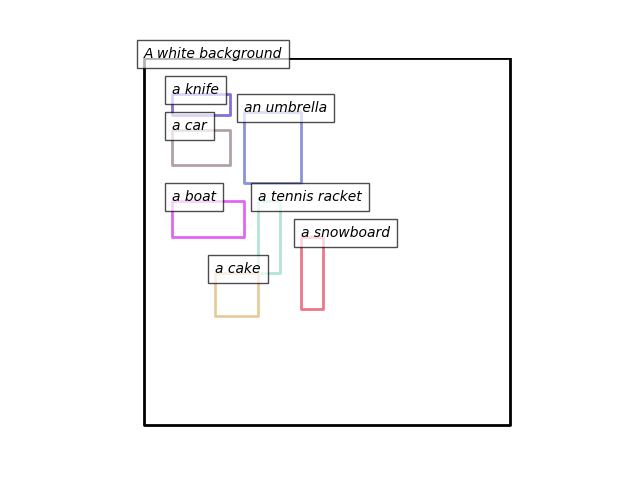 A white background
a knife
an umbrella
a car
a boat
a tennis racket
a snowboard
a cake